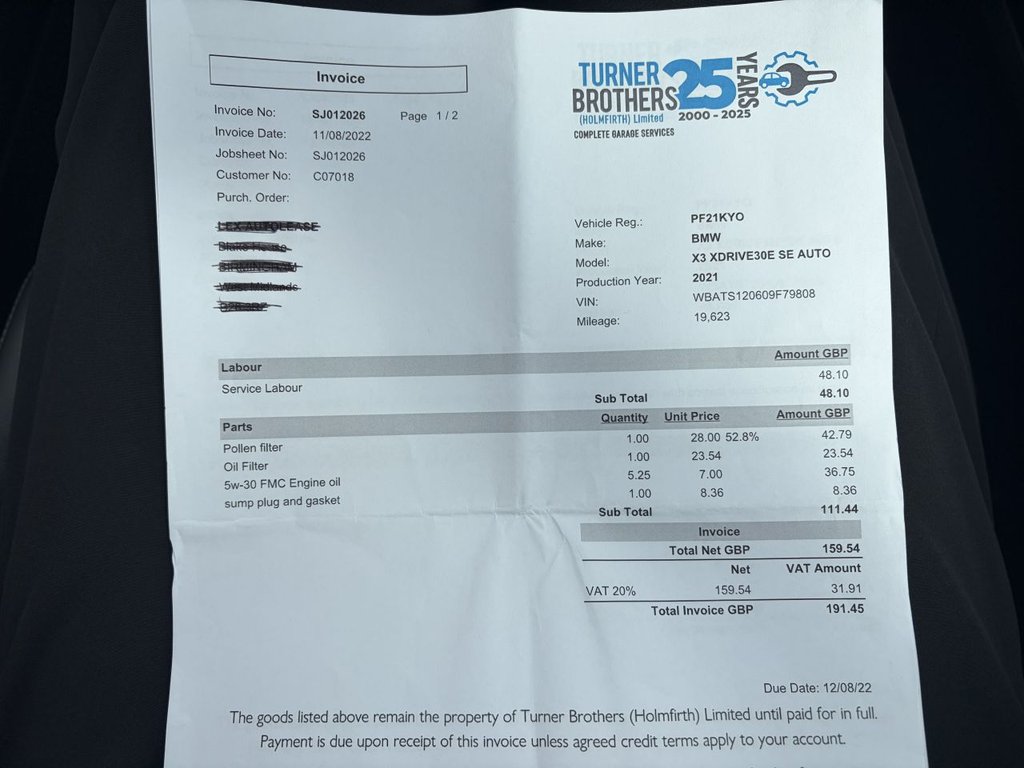 Invoice
Invoice No: SJ012026 Page 1 / 2
Invoice Date: 11/08/2022
Jobsheet No: SJ012026
Customer No: C07018
Purch. Order:
TURNER BROTHERS 25 YEARS
(HOLMFIRTH) Limited 2000 - 2025
COMPLETE GARAGE SERVICES
Vehicle Reg.: PF21KYO
Make: BMW
Model: X3 XDRIVE30E SE AUTO
Production Year: 2021
VIN: WBATS120609F79808
Mileage: 19,623
Labour Amount GBP
Service Labour 48.10
Sub Total 48.10
Parts Quantity Unit Price Amount GBP
Pollen filter 1.00 28.00 52.8% 42.79
Oil Filter 1.00 23.54 23.54
5w-30 FMC Engine oil 5.25 7.00 36.75
sump plug and gasket 1.00 8.36 8.36
Sub Total 111.44
Invoice
Total Net GBP 159.54
Net VAT Amount
VAT 20% 159.54 31.91
Total Invoice GBP 191.45
Due Date: 12/08/22
The goods listed above remain the property of Turner Brothers (Holmfirth) Limited until paid for in full.
Payment is due upon receipt of this invoice unless agreed credit terms apply to your account.